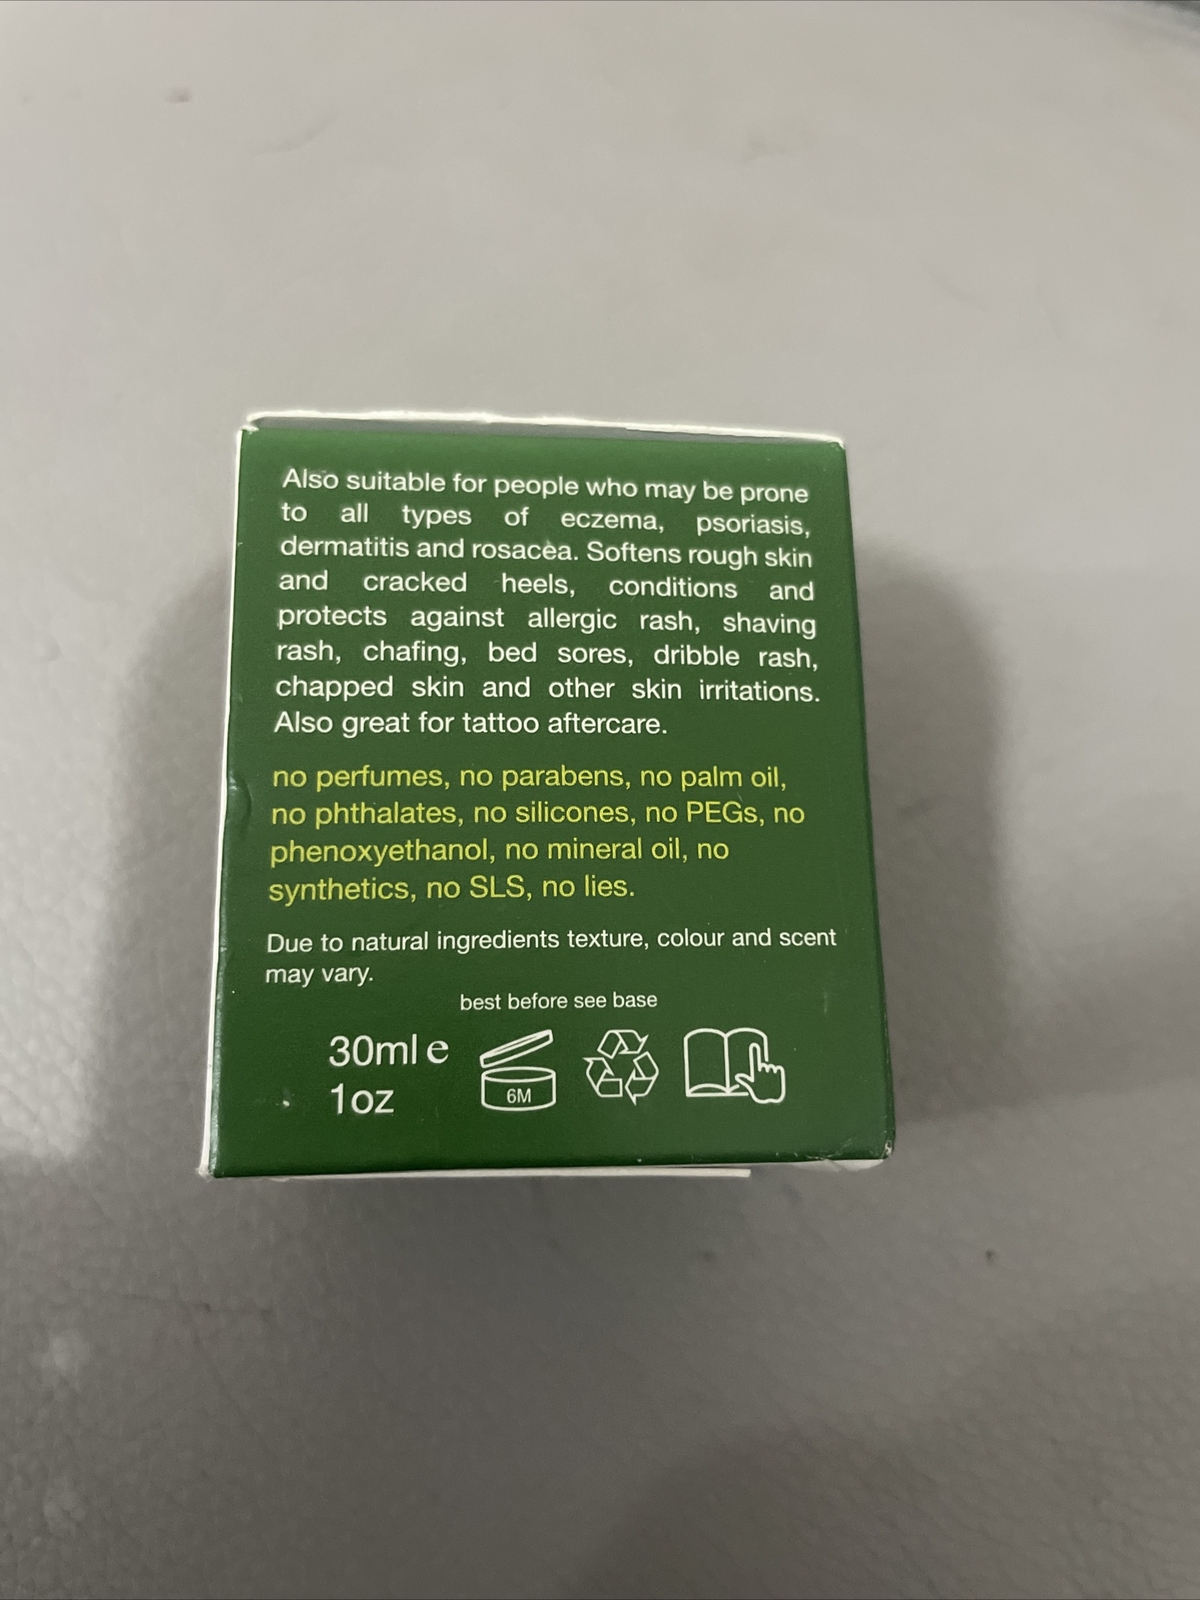 Also suitable for people who may be prone
to all types of eczema, psoriasis,
dermatitis and rosacea. Softens rough skin
and cracked heels, conditions and
protects against allergic rash, shaving
rash, chafing, bed sores, dribble rash,
chapped skin and other skin irritations.
Also great for tattoo aftercare.
no perfumes, no parabens, no palm oil,
no phthalates, no silicones, no PEGs, no
phenoxyethanol, no mineral oil, no
synthetics, no SLS, no lies.
Due to natural ingredients texture, colour and scent
may vary.
best before see base
30ml e
1oz
6M